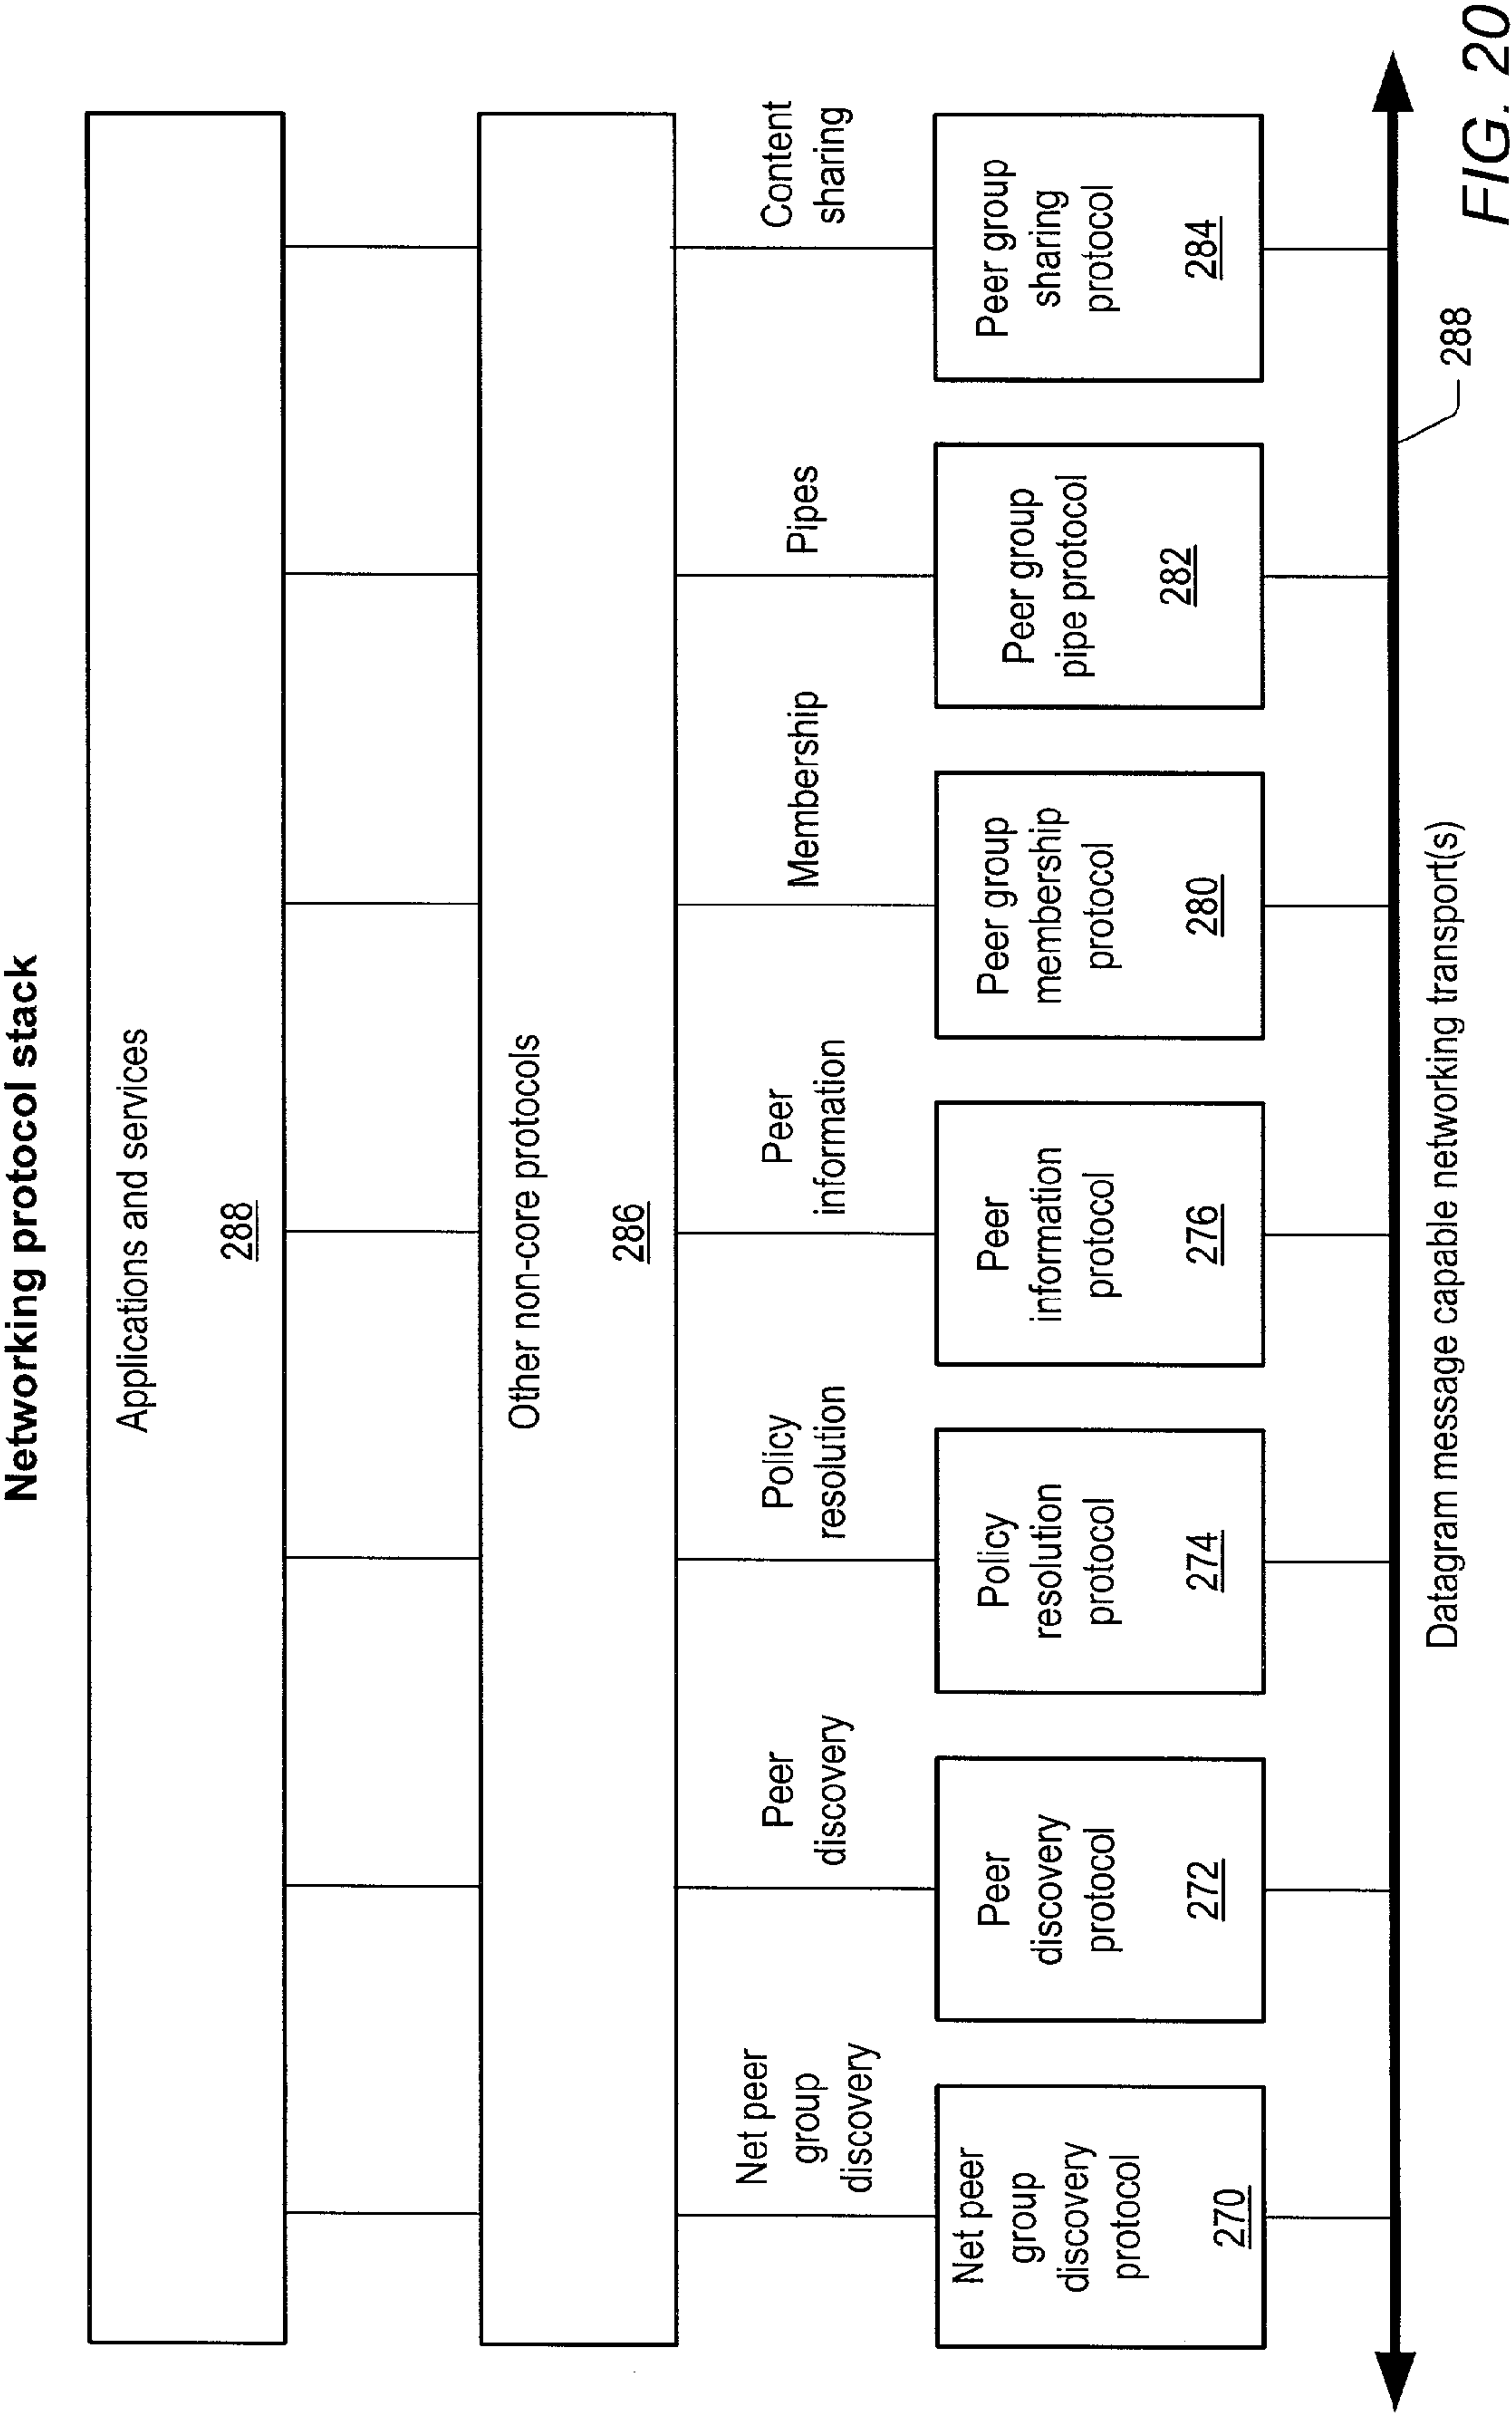 Networking protocol stack
Applications and services
288
Other non-core protocols
286
Net peer
group
discovery
Peer
discovery
Policy
resolution
Peer
information
Membership
Pipes
Content
sharing
Net peer
group
discovery
protocol
270
Peer
discovery
protocol
272
Policy
resolution
protocol
274
Peer
information
protocol
276
Peer group
membership
protocol
280
Peer group
pipe protocol
282
Peer group
sharing
protocol
284
288
Datagram message capable networking transport(s)
FIG. 20